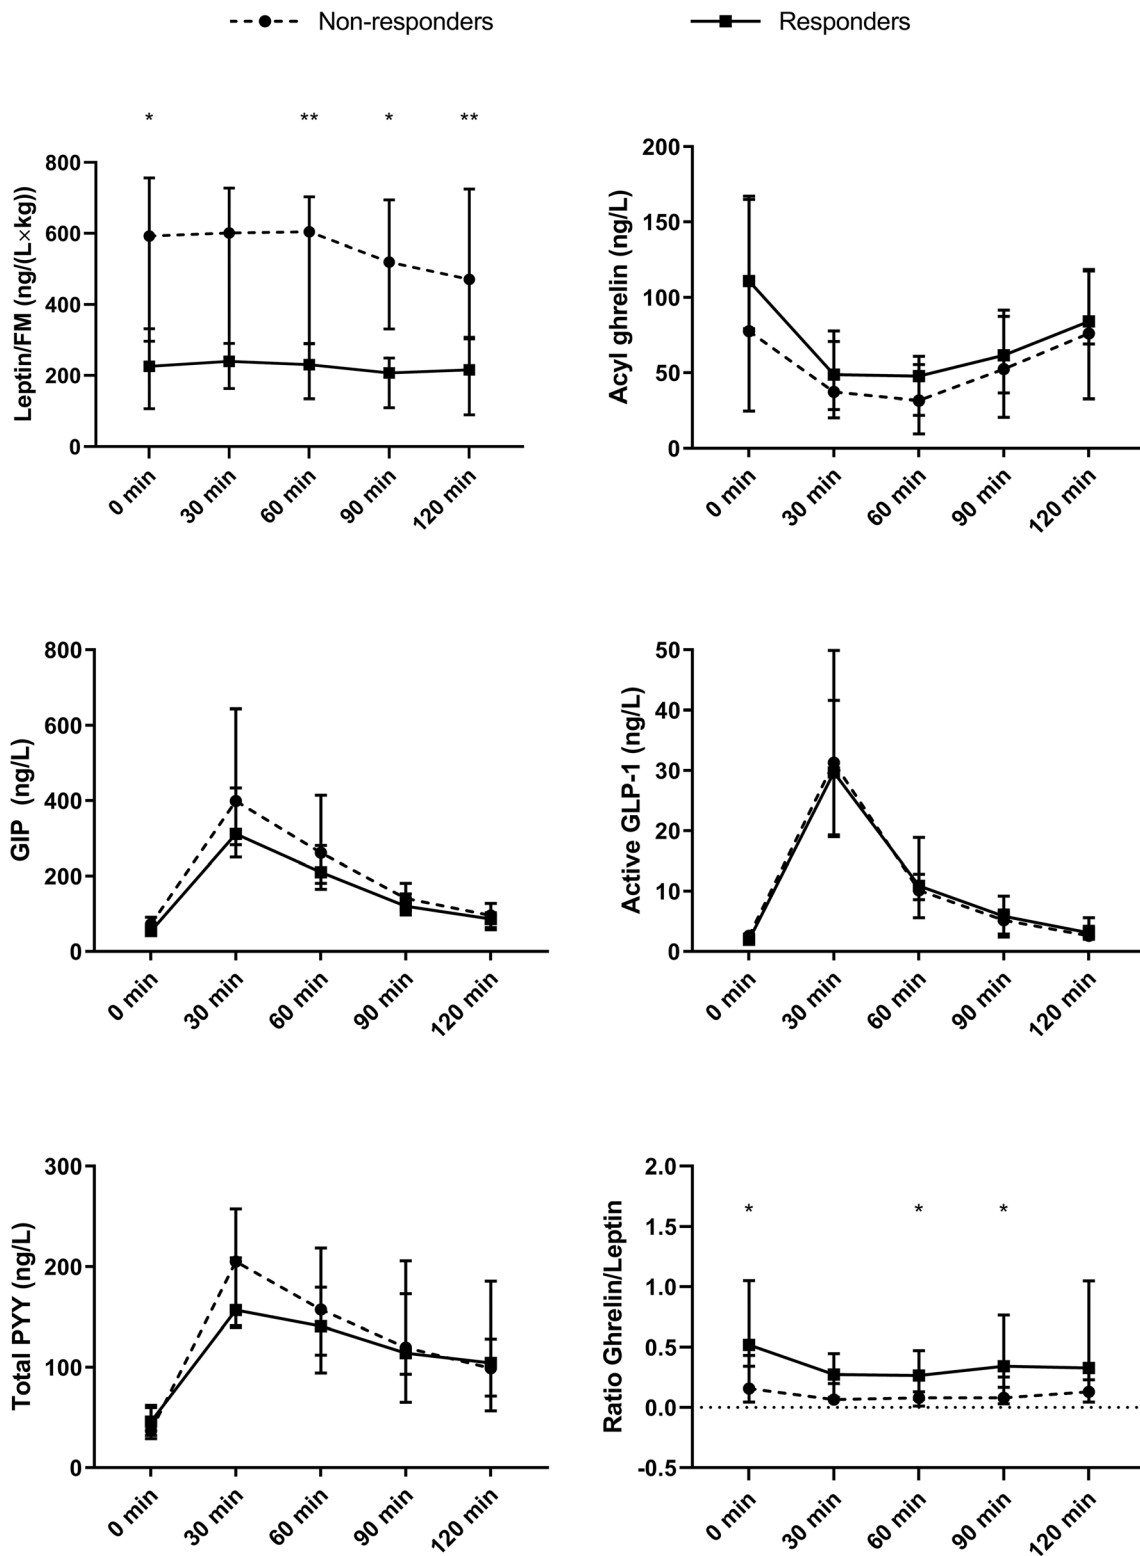 Non-responders
Responders
* ** * **
Leptin/FM (ng/(L×kg))
800
600
400
200
0
0 min 30 min 60 min 90 min 120 min
Acyl ghrelin (ng/L)
200
150
100
50
0
0 min 30 min 60 min 90 min 120 min
GIP (ng/L)
800
600
400
200
0
0 min 30 min 60 min 90 min 120 min
Active GLP-1 (ng/L)
50
40
30
20
10
0
0 min 30 min 60 min 90 min 120 min
Total PYY (ng/L)
300
200
100
0
0 min 30 min 60 min 90 min 120 min
Ratio Ghrelin/Leptin
2.0
1.5
1.0
0.5
0.0
-0.5
* * *
0 min 30 min 60 min 90 min 120 min